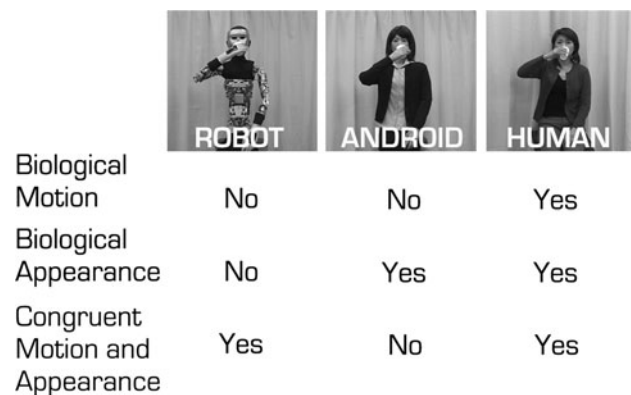 ROBOT ANDROID HUMAN
Biological
Motion No No Yes
Biological
Appearance No Yes Yes
Congruent
Motion and Yes No Yes
Appearance